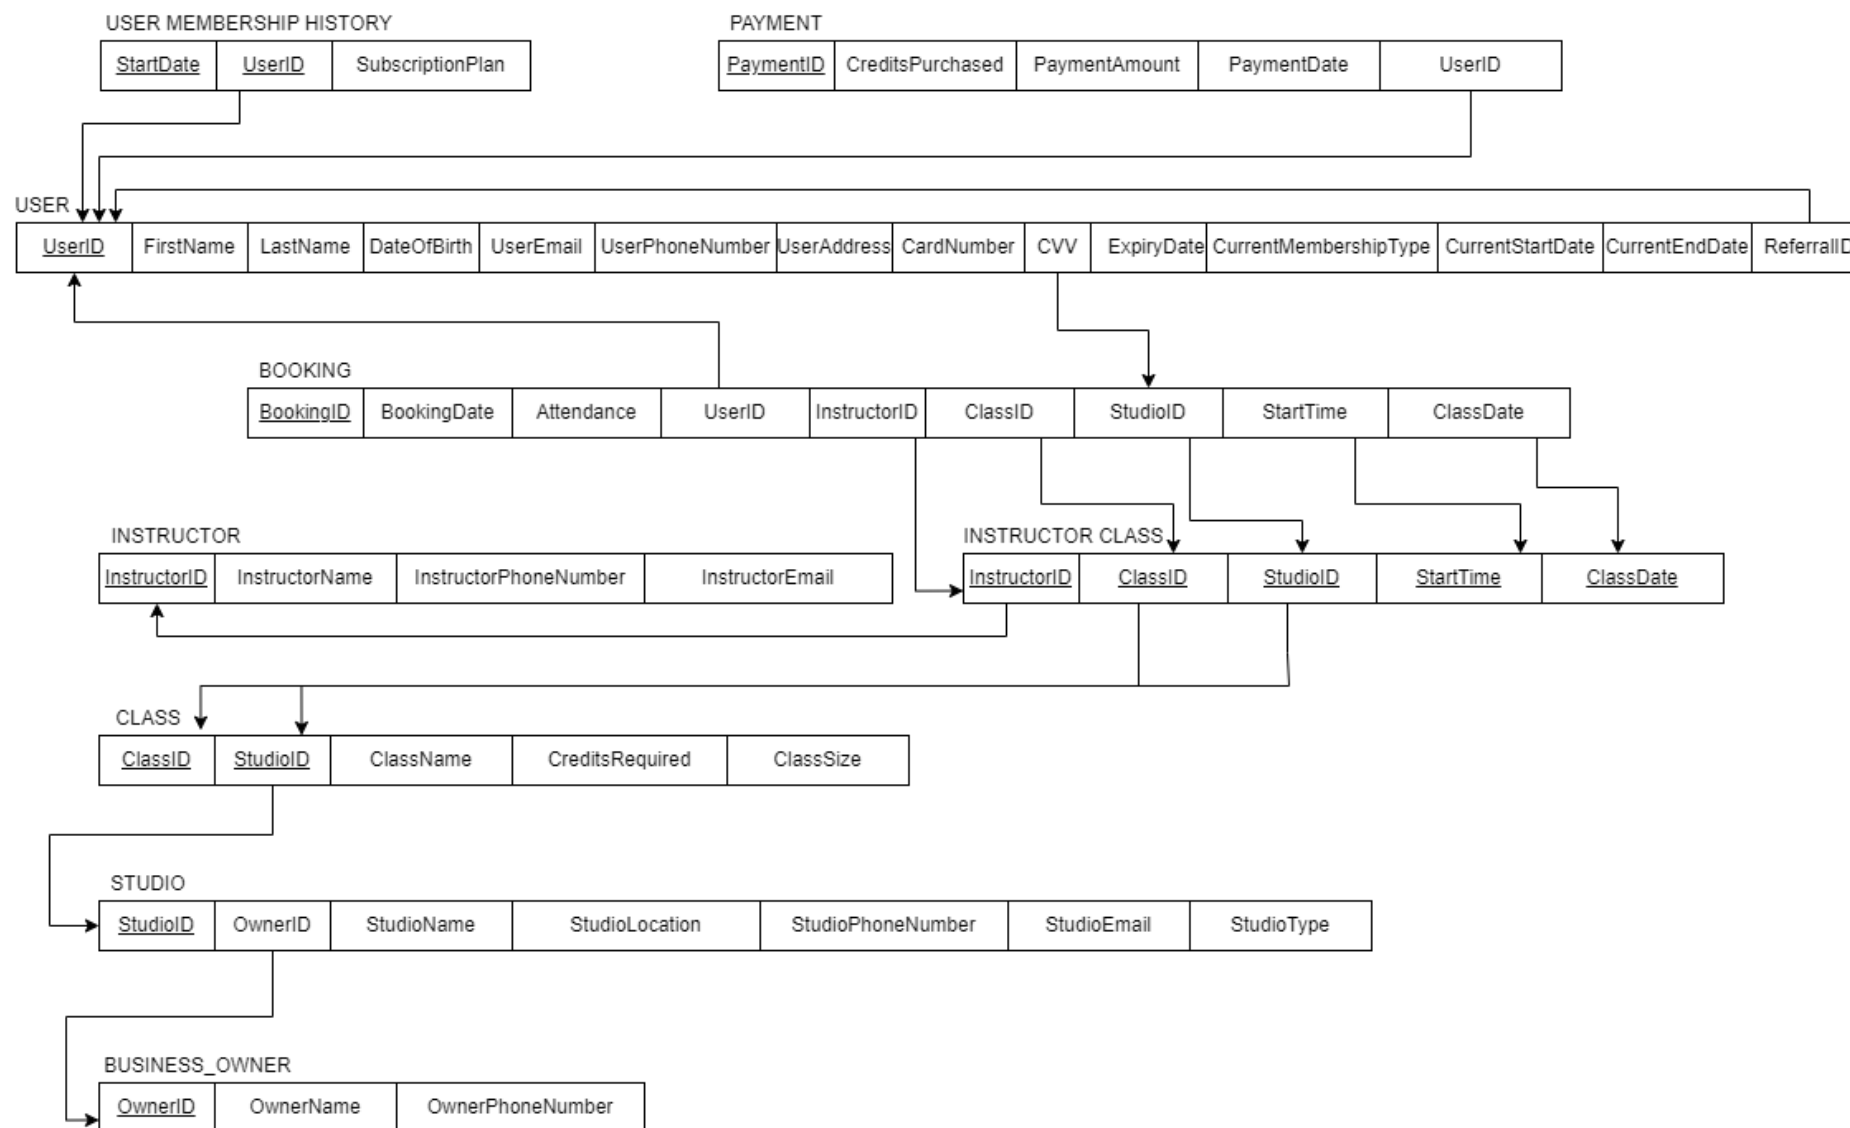 USER MEMBERSHIP HISTORY
StartDate UserID SubscriptionPlan
PAYMENT
PaymentID CreditsPurchased PaymentAmount PaymentDate UserID
USER
UserID FirstName LastName DateOfBirth UserEmail UserPhoneNumber UserAddress CardNumber CVV ExpiryDate CurrentMembershipType CurrentStartDate CurrentEndDate ReferralID
BOOKING
BookingID BookingDate Attendance UserID InstructorID ClassID StudioID StartTime ClassDate
INSTRUCTOR
InstructorID InstructorName InstructorPhoneNumber InstructorEmail
INSTRUCTOR CLASS
InstructorID ClassID StudioID StartTime ClassDate
CLASS
ClassID StudioID ClassName CreditsRequired ClassSize
STUDIO
StudioID OwnerID StudioName StudioLocation StudioPhoneNumber StudioEmail StudioType
BUSINESS_OWNER
OwnerID OwnerName OwnerPhoneNumber